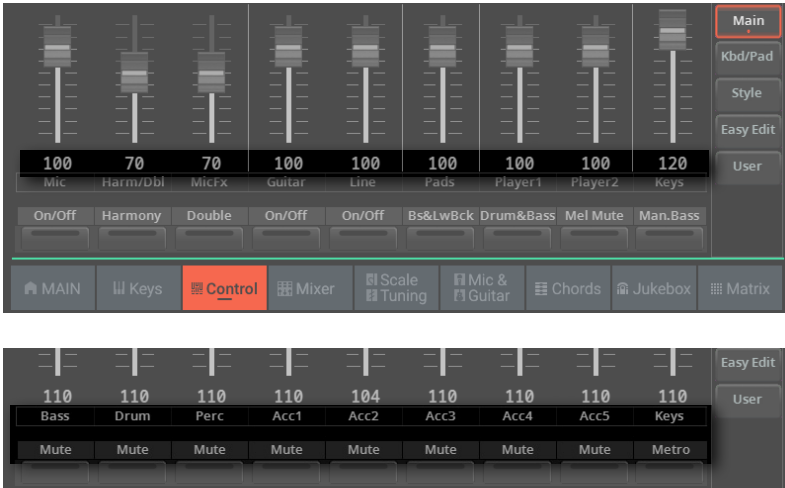 Main
Kbd/Pad
Style
Easy Edit
User
100 70 70 100 100 100 100 100 120
Mic Harm/Dbl MicFx Guitar Line Pads Player1 Player2 Keys
On/Off Harmony Double On/Off On/Off Bs&LwBck Drum&Bass Mel Mute Man.Bass
MAIN Keys Control Mixer Scale Tuning Mic & Guitar Chords Jukebox Matrix
Easy Edit
User
110 110 110 110 104 110 110 110 110
Bass Drum Perc Acc1 Acc2 Acc3 Acc4 Acc5 Keys
Mute Mute Mute Mute Mute Mute Mute Mute Metro